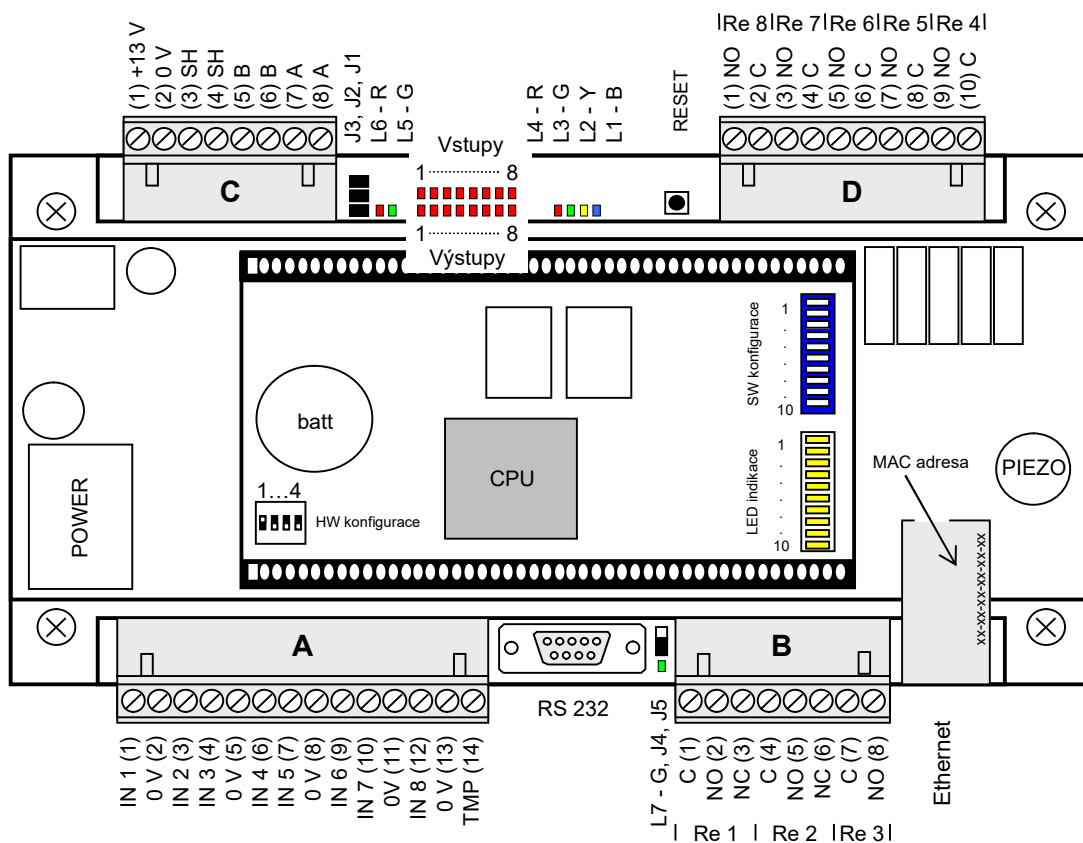 (1) +13 V
(2) 0 V
(3) SH
(4) SH
(5) B
(6) B
(7) A
(8) A
J3, J2, J1
L6 - R
L5 - G
Vstupy
1 8
1 8
Výstupy
L4 - R
L3 - G
L2 - Y
L1 - B
RESET
Re 8 Re 7 Re 6 Re 5 Re 4
(1) NO
(2) C
(3) NO
(4) C
(5) NO
(6) C
(7) NO
(8) C
(9) NO
(10) C
C
D
SW konfigurace
1
.
.
.
.
10
batt
CPU
LED indikace
1
.
.
.
.
10
MAC adresa
PIEZO
POWER
1…4
HW konfigurace
xx-xx-xx-xx-xx-xx
A
B
RS 232
L7 - G, J4, J5
Ethernet
IN 1 (1)
0 V (2)
IN 2 (3)
IN 3 (4)
0 V (5)
IN 4 (6)
IN 5 (7)
0 V (8)
IN 6 (9)
IN 7 (10)
0V (11)
IN 8 (12)
0 V (13)
TMP (14)
C (1)
NO (2)
NC (3)
C (4)
NO (5)
NC (6)
C (7)
NO (8)
Re 1 Re 2 Re 3